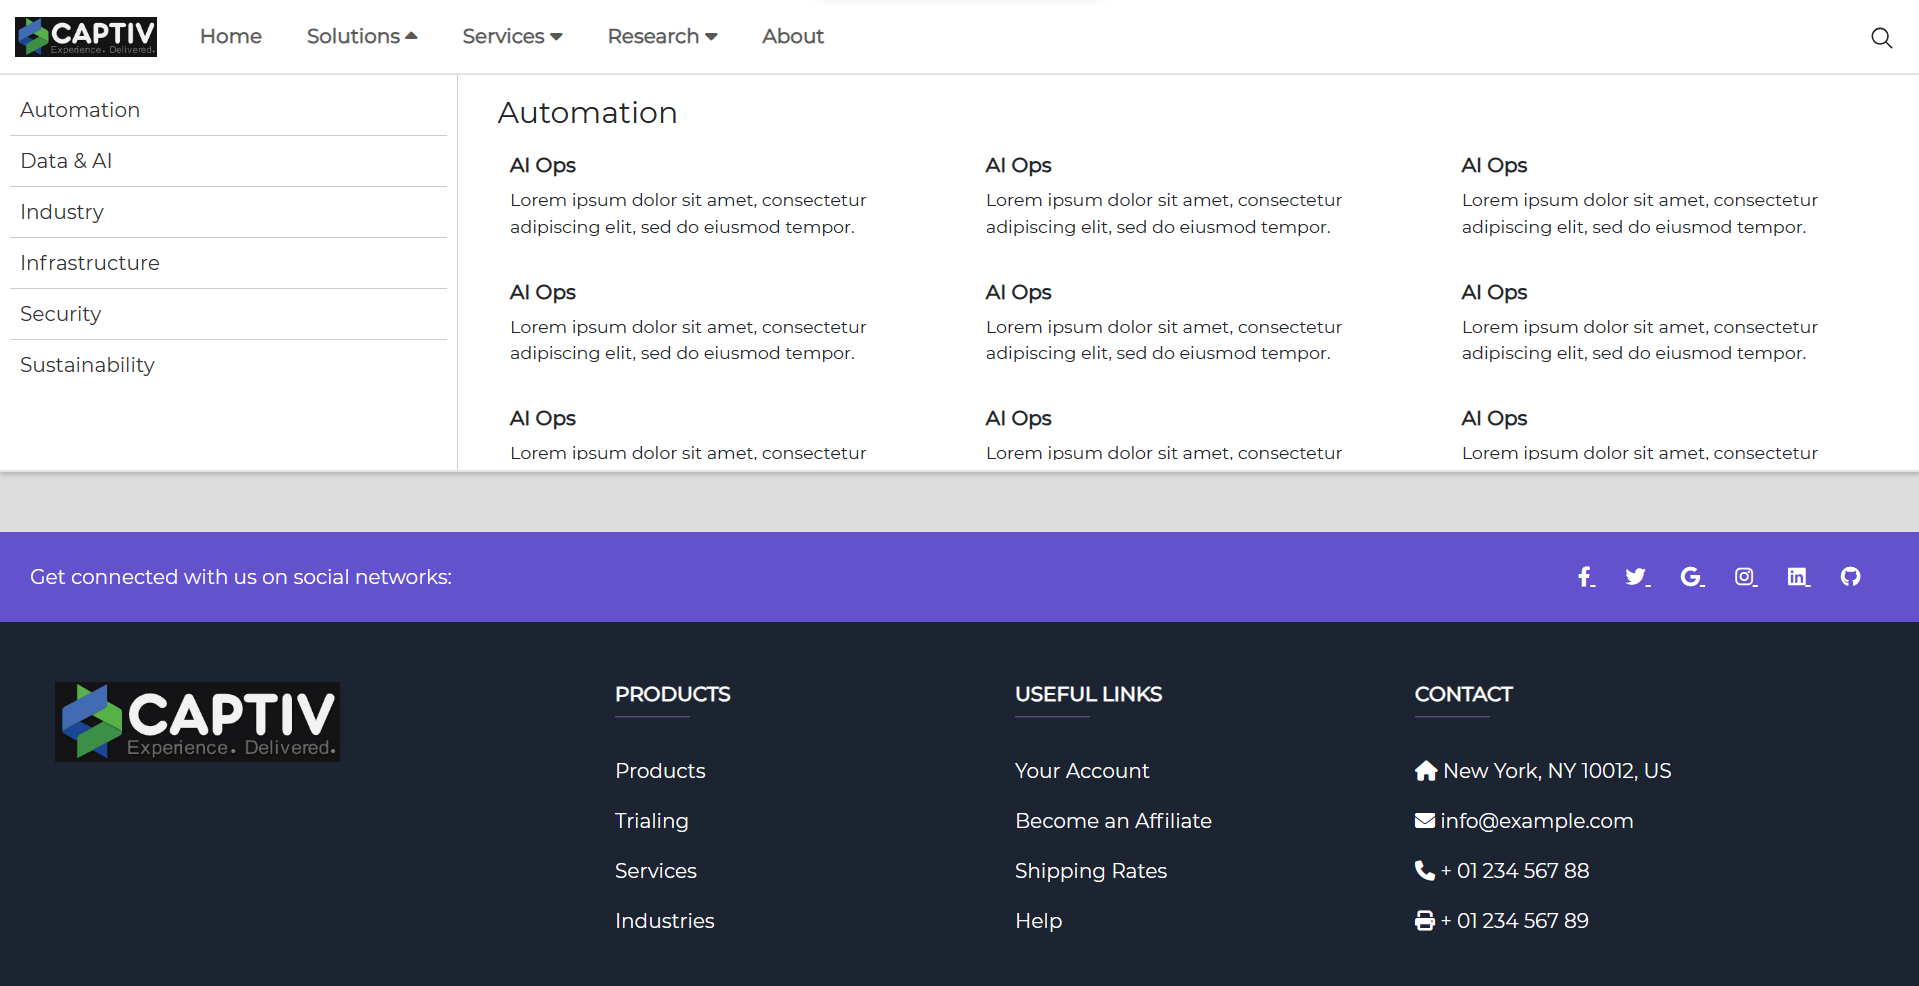 CAPTIV
Experience. Delivered.
Home Solutions Services Research About
Automation
Data & AI
Industry
Infrastructure
Security
Sustainability
Automation
AI Ops AI Ops AI Ops
Lorem ipsum dolor sit amet, consectetur Lorem ipsum dolor sit amet, consectetur Lorem ipsum dolor sit amet, consectetur
adipiscing elit, sed do eiusmod tempor. adipiscing elit, sed do eiusmod tempor. adipiscing elit, sed do eiusmod tempor.
AI Ops AI Ops AI Ops
Lorem ipsum dolor sit amet, consectetur Lorem ipsum dolor sit amet, consectetur Lorem ipsum dolor sit amet, consectetur
adipiscing elit, sed do eiusmod tempor. adipiscing elit, sed do eiusmod tempor. adipiscing elit, sed do eiusmod tempor.
AI Ops AI Ops AI Ops
Lorem ipsum dolor sit amet, consectetur Lorem ipsum dolor sit amet, consectetur Lorem ipsum dolor sit amet, consectetur
Get connected with us on social networks:
CAPTIV
Experience. Delivered.
PRODUCTS
Products
Trialing
Services
Industries
USEFUL LINKS
Your Account
Become an Affiliate
Shipping Rates
Help
CONTACT
New York, NY 10012, US
info@example.com
+ 01 234 567 88
+ 01 234 567 89